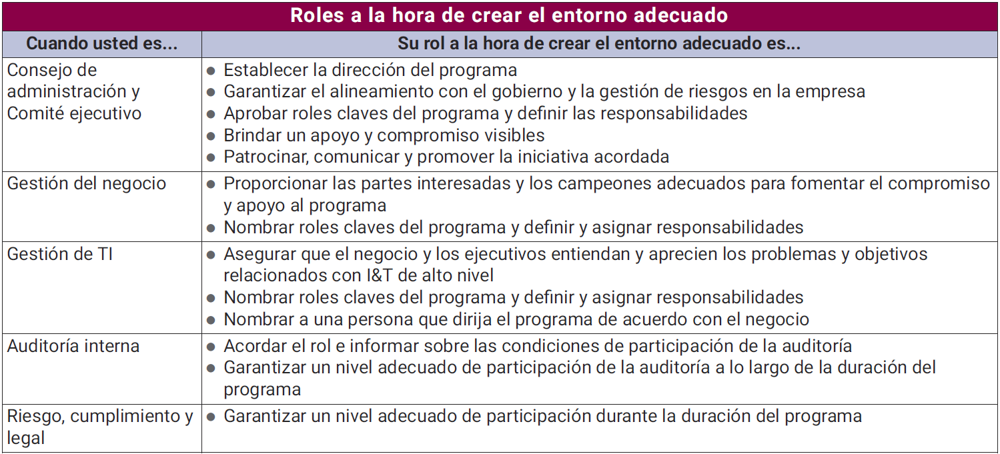 Roles a la hora de crear el entorno adecuado
Cuando usted es...
Su rol a la hora de crear el entorno adecuado es...
Consejo de
administración y
Comité ejecutivo
● Establecer la dirección del programa
● Garantizar el alineamiento con el gobierno y la gestión de riesgos en la empresa
● Aprobar roles claves del programa y definir las responsabilidades
● Brindar un apoyo y compromiso visibles
● Patrocinar, comunicar y promover la iniciativa acordada
Gestión del negocio
● Proporcionar las partes interesadas y los campeones adecuados para fomentar el compromiso
y apoyo al programa
● Nombrar roles claves del programa y definir y asignar responsabilidades
Gestión de TI
● Asegurar que el negocio y los ejecutivos entiendan y aprecien los problemas y objetivos
relacionados con I&T de alto nivel
● Nombrar roles claves del programa y definir y asignar responsabilidades
● Nombrar a una persona que dirija el programa de acuerdo con el negocio
Auditoría interna
● Acordar el rol e informar sobre las condiciones de participación de la auditoría
● Garantizar un nivel adecuado de participación de la auditoría a lo largo de la duración del
programa
Riesgo, cumplimiento y
legal
● Garantizar un nivel adecuado de participación durante la duración del programa